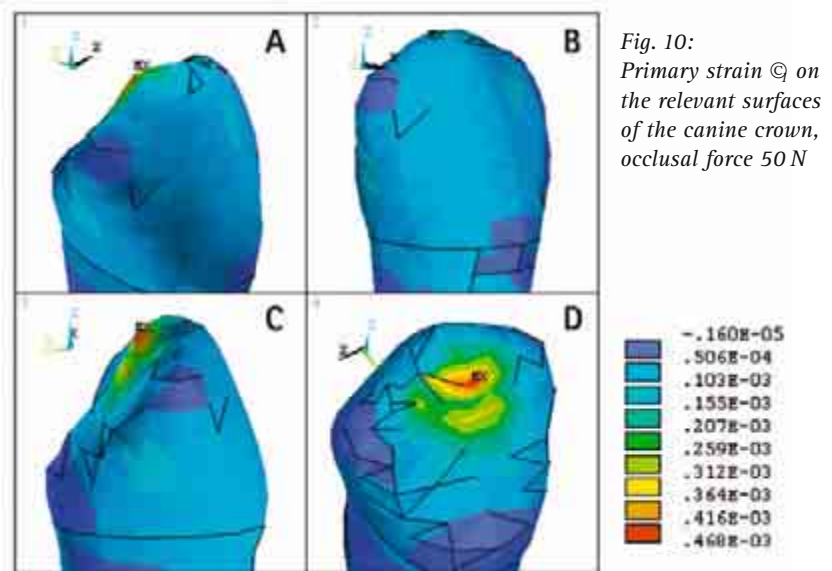 A
B
Fig. 10:
Primary strain © on
the relevant surfaces
of the canine crown,
occlusal force 50 N
C
D
-.160E-05
.506E-04
.103E-03
.155E-03
.207E-03
.259E-03
.312E-03
.364E-03
.416E-03
.468E-03